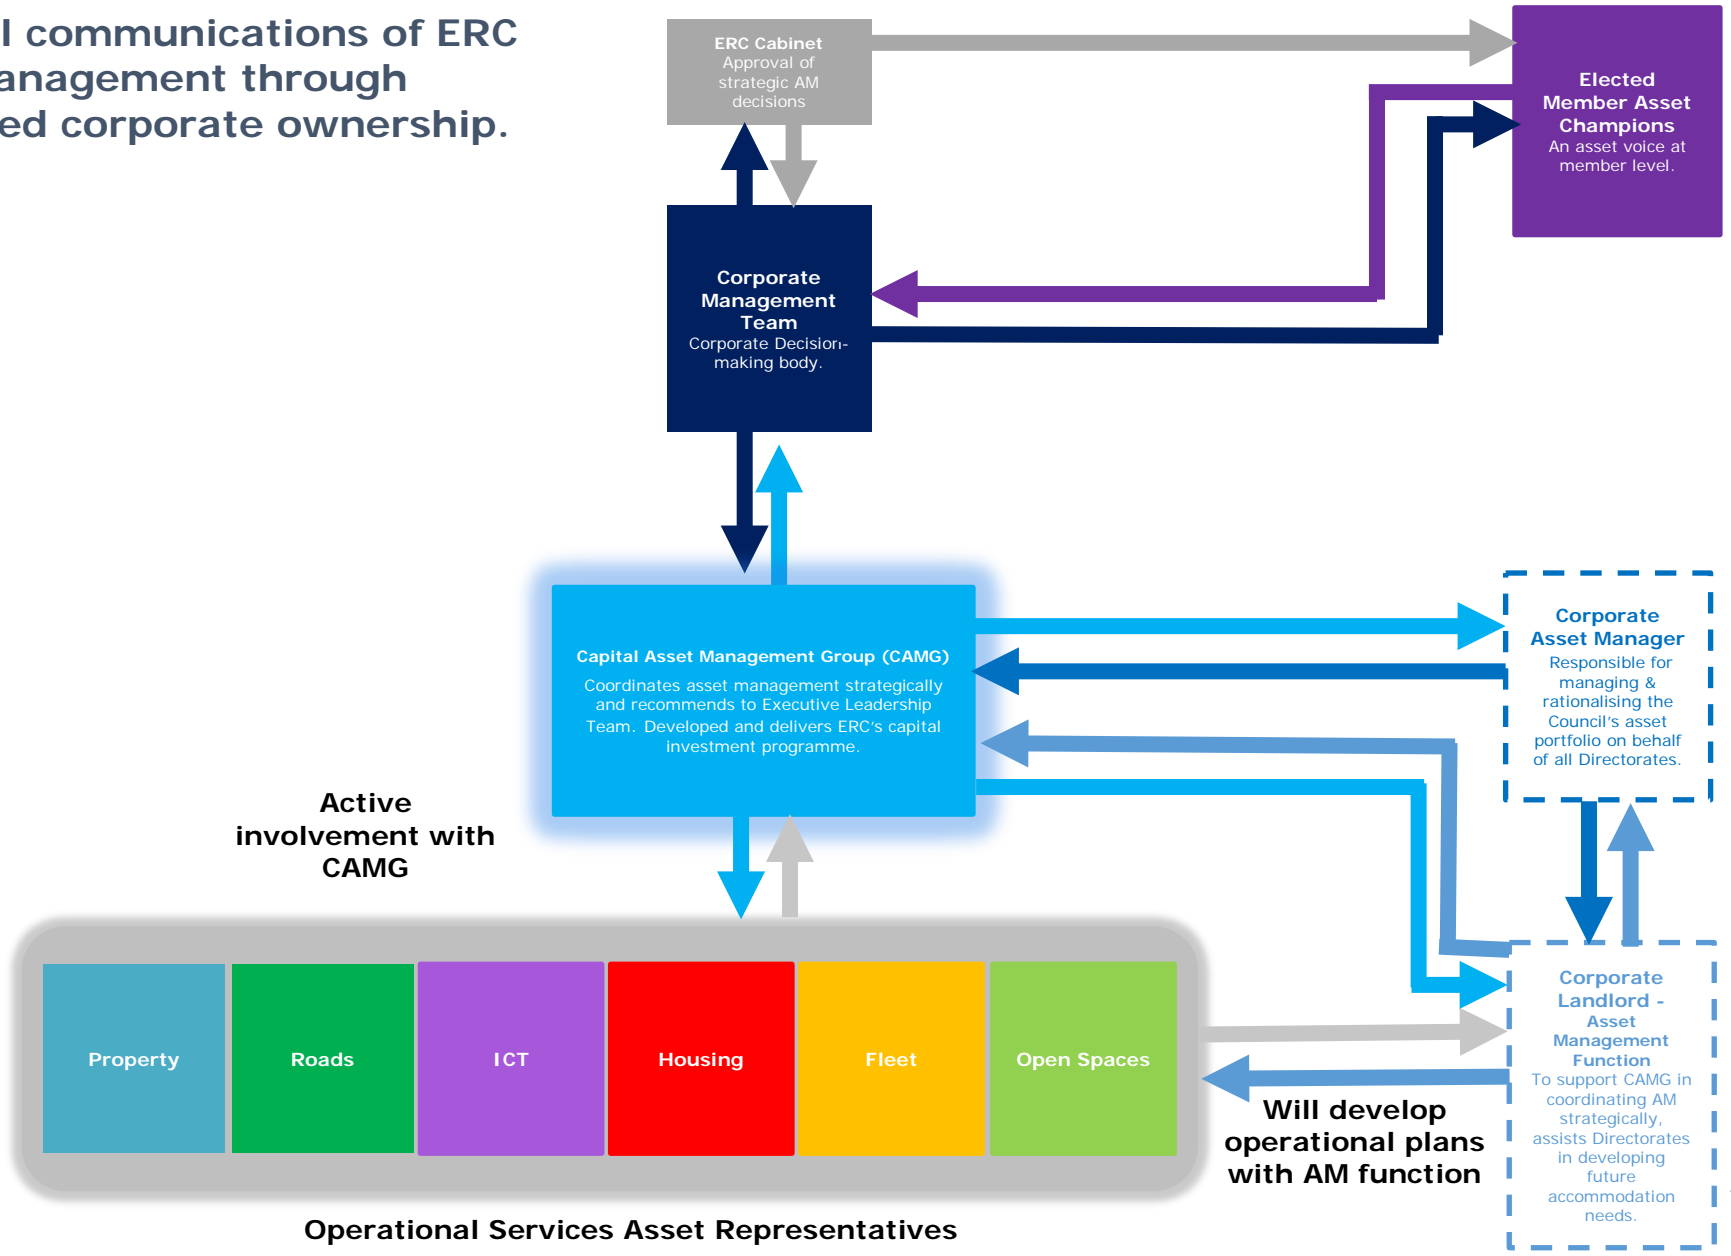 l communications of ERC
anagement through
ed corporate ownership.
ERC Cabinet
Approval of
strategic AM
decisions
Elected
Member Asset
Champions
An asset voice at
member level.
Corporate
Management
Team
Corporate Decision-
making body.
Capital Asset Management Group (CAMG)
Coordinates asset management strategically
and recommends to Executive Leadership
Team. Developed and delivers ERC's capital
investment programme.
Corporate
Asset Manager
Responsible for
managing &
rationalising the
Council's asset
portfolio on behalf
of all Directorates.
Active
involvement with
CAMG
Property
Roads
ICT
Housing
Fleet
Open Spaces
Corporate
Landlord -
Asset
Management
Function
To support CAMG in
coordinating AM
strategically,
assists Directorates
in developing
future
accommodation
needs.
Will develop
operational plans
with AM function
Operational Services Asset Representatives